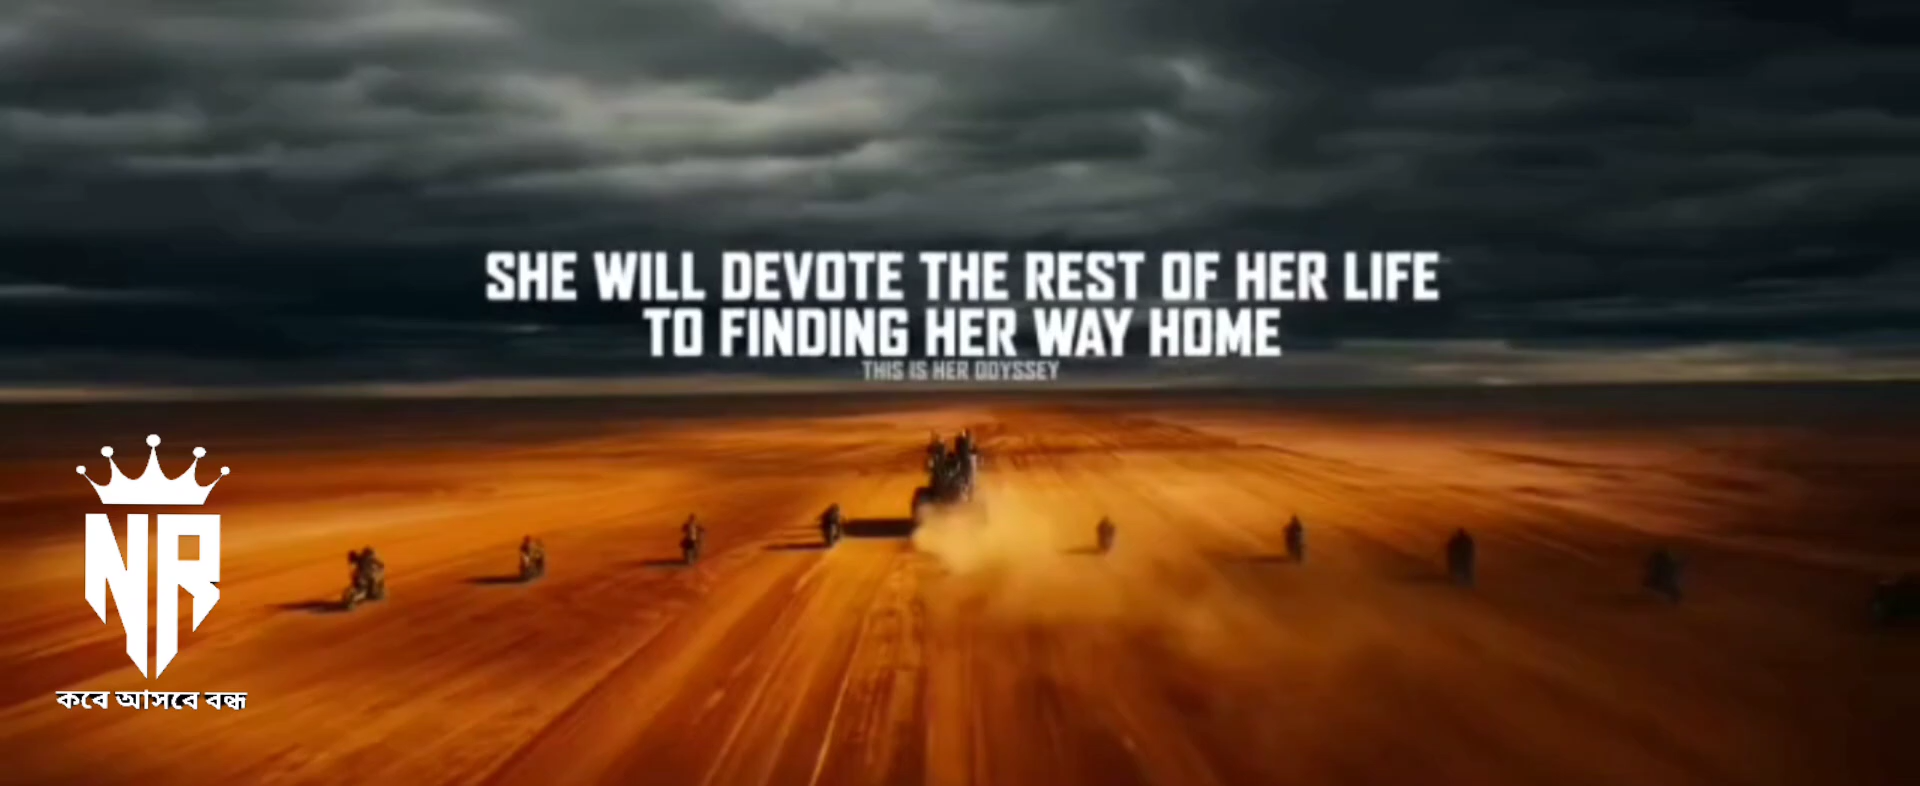 SHE WILL DEVOTE THE REST OF HER LIFE
TO FINDING HER WAY HOME
THIS IS HER ODYSSEY
NR
কবে আসবে বন্ধ